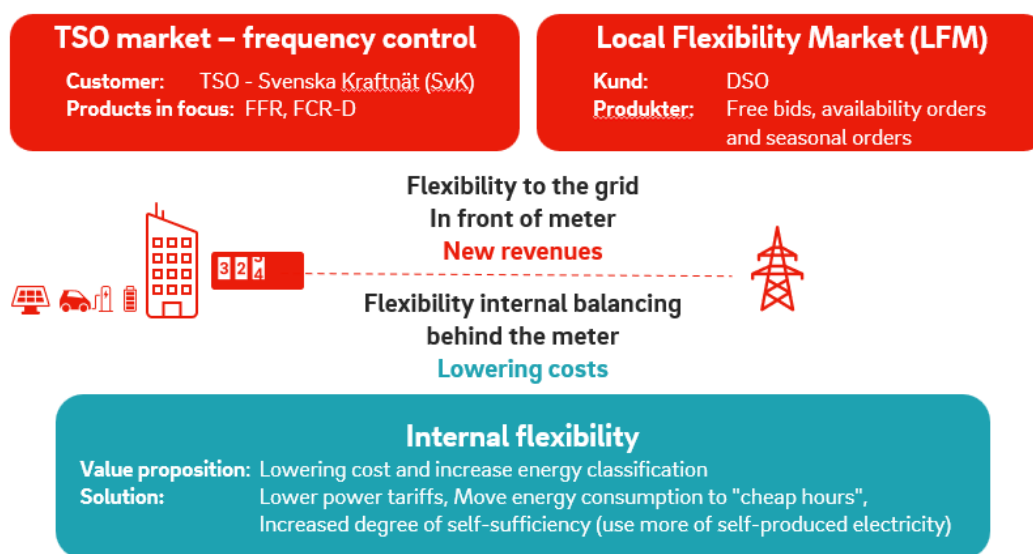 TSO market – frequency control
Customer: TSO - Svenska Kraftnät (SvK)
Products in focus: FFR, FCR-D
Local Flexibility Market (LFM)
Kund: DSO
Produkter: Free bids, availability orders
and seasonal orders
Flexibility to the grid
In front of meter
New revenues
3 2 4
Flexibility internal balancing
behind the meter
Lowering costs
Internal flexibility
Value proposition: Lowering cost and increase energy classification
Solution: Lower power tariffs, Move energy consumption to "cheap hours",
Increased degree of self-sufficiency (use more of self-produced electricity)